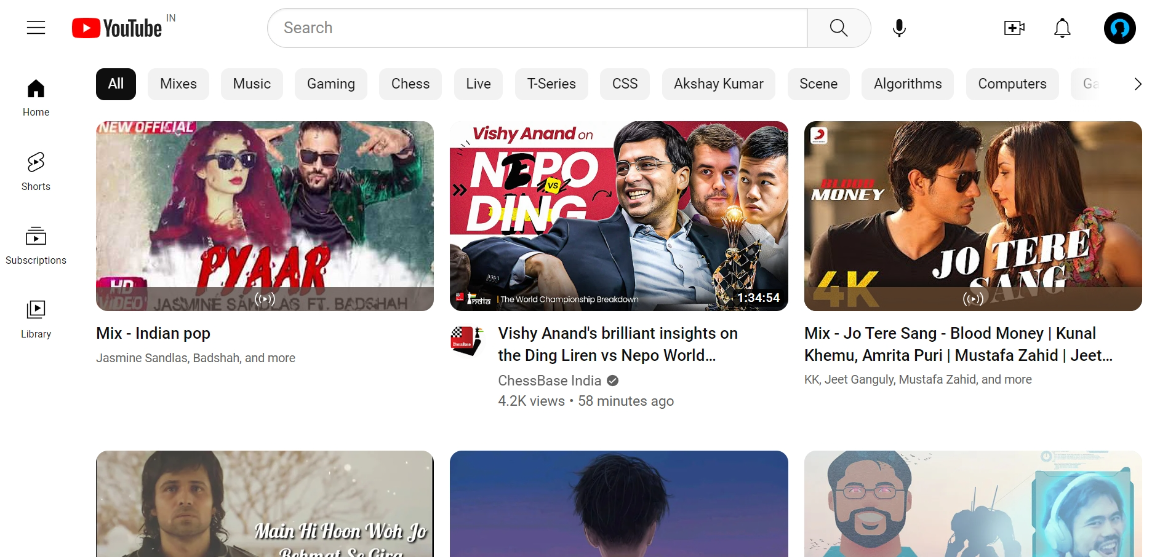 YouTube IN
Search
All Mixes Music Gaming Chess Live T-Series CSS Akshay Kumar Scene Algorithms Computers
Home
Shorts
Subscriptions
Library
NEW OFFICIAL
PYAAR
HD
VIDEO
JASMINE SANDLAS FT. BADSHAH
Mix - Indian pop
Jasmine Sandlas, Badshah, and more
Vishy Anand on
NEPO
VS
DING
The World Championship Breakdown
1:34:54
Vishy Anand's brilliant insights on
the Ding Liren vs Nepo World...
ChessBase India
4.2K views • 58 minutes ago
BLOOD
MONEY
JO TERE
SANG
4K
Mix - Jo Tere Sang - Blood Money | Kunal
Khemu, Amrita Puri | Mustafa Zahid | Jeet...
KK, Jeet Ganguly, Mustafa Zahid, and more
Main Hi Hoon Woh Jo
Rehmat Se Gira